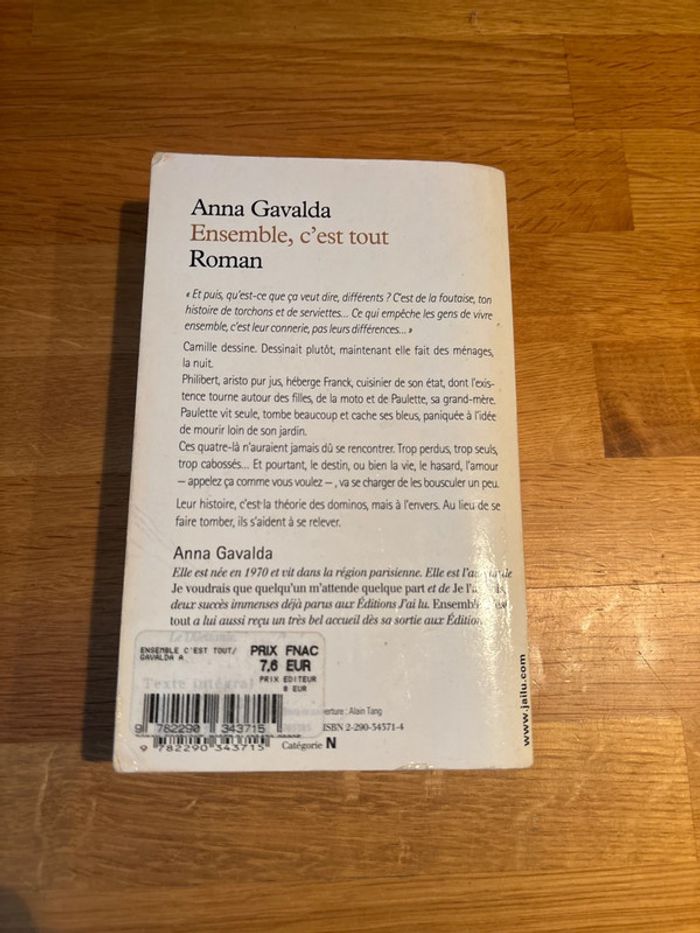 Anna Gavalda
Ensemble, c'est tout
Roman
« Et puis, qu'est-ce que ça veut dire, différents ? C'est de la foutaise, ton
histoire de torchons et de serviettes... Ce qui empêche les gens de vivre
ensemble, c'est leur connerie, pas leurs différences... »
Camille dessine. Dessinait plutôt, maintenant elle fait des ménages,
la nuit.
Philibert, aristo pur jus, héberge Franck, cuisinier de son état, dont l'exis-
tence tourne autour des filles, de la moto et de Paulette, sa grand-mère.
Paulette vit seule, tombe beaucoup et cache ses bleus, paniquée à l'idée
de mourir loin de son jardin.
Ces quatre-là n'auraient jamais dû se rencontrer. Trop perdus, trop seuls,
trop cabossés... Et pourtant, le destin, ou bien la vie, le hasard, l'amour
– appelez ça comme vous voulez –, va se charger de les bousculer un peu.
Leur histoire, c'est la théorie des dominos, mais à l'envers. Au lieu de se
faire tomber, ils s'aident à se relever.
Anna Gavalda
Elle est née en 1970 et vit dans la région parisienne. Elle est
Je voudrais que quelqu'un m'attende quelque part et de Je
deux succès immenses déjà parus aux Éditions J'ai lu. Ensemble,
tout a lui aussi reçu un très bel accueil dès sa sortie aux
Le Dilettante.
ENSEMBLE C'EST TOUT/
GAVALDA A
PRIX FNAC
7,6 EUR
PRIX EDITEUR
8 EUR
Texte intégral
: Alain Tang
9 782290 343715
ISBN 2-290-34371-4
9 782290 343715
Catégorie N
www.jailu.com